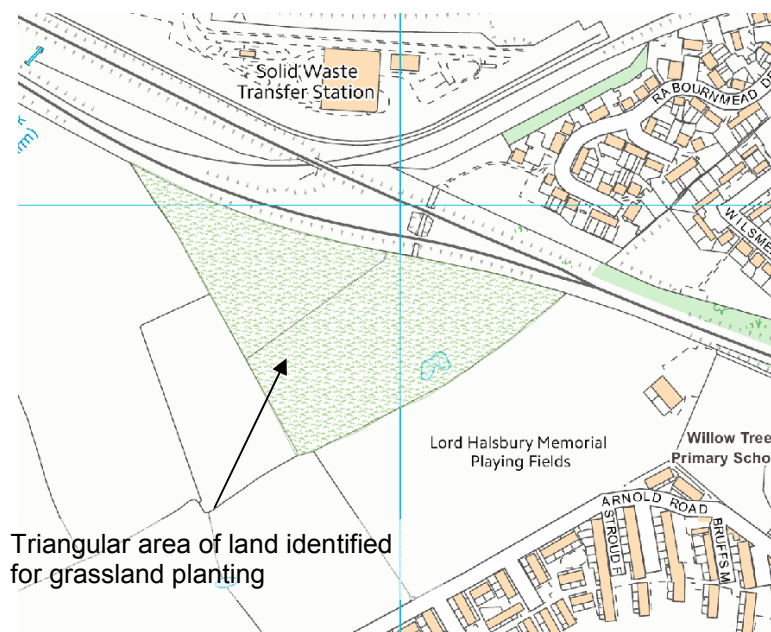 Solid Waste
Transfer Station
RABOURNMEAD D
WILSME
Lord Halsbury Memorial
Playing Fields
Willow Tree
Primary Scho
ARNOLD ROAD
STROUD F
BRUFFS M
Triangular area of land identified
for grassland planting